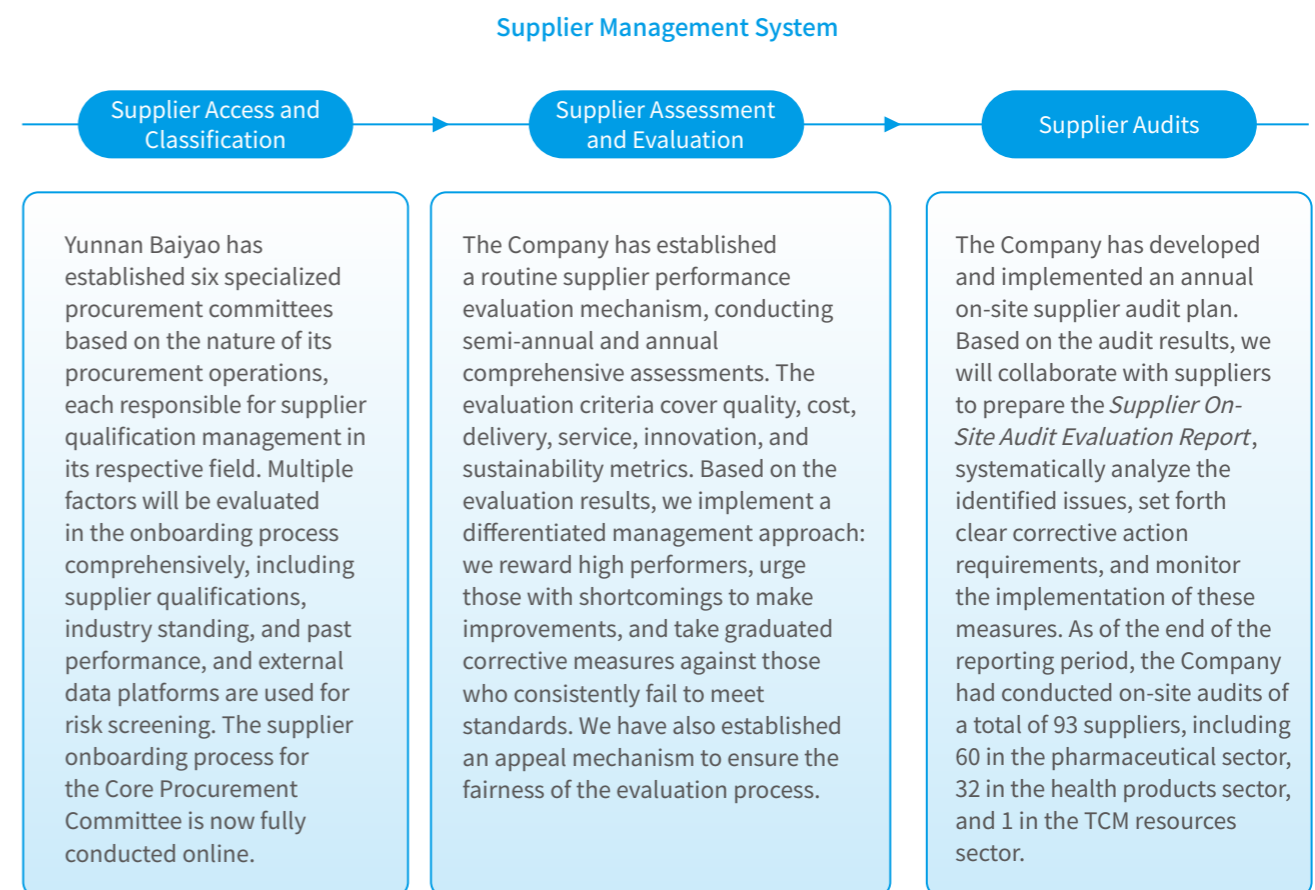 Supplier Management System
Supplier Access and
Classification
Supplier Assessment
and Evaluation
Supplier Audits
Yunnan Baiyao has
established six specialized
procurement committees
based on the nature of its
procurement operations,
each responsible for supplier
qualification management in
its respective field. Multiple
factors will be evaluated
in the onboarding process
comprehensively, including
supplier qualifications,
industry standing, and past
performance, and external
data platforms are used for
risk screening. The supplier
onboarding process for
the Core Procurement
Committee is now fully
conducted online.
The Company has established
a routine supplier performance
evaluation mechanism, conducting
semi-annual and annual
comprehensive assessments. The
evaluation criteria cover quality, cost,
delivery, service, innovation, and
sustainability metrics. Based on the
evaluation results, we implement a
differentiated management approach:
we reward high performers, urge
those with shortcomings to make
improvements, and take graduated
corrective measures against those
who consistently fail to meet
standards. We have also established
an appeal mechanism to ensure the
fairness of the evaluation process.
The Company has developed
and implemented an annual
on-site supplier audit plan.
Based on the audit results, we
will collaborate with suppliers
to prepare the Supplier On-
Site Audit Evaluation Report,
systematically analyze the
identified issues, set forth
clear corrective action
requirements, and monitor
the implementation of these
measures. As of the end of the
reporting period, the Company
had conducted on-site audits of
a total of 93 suppliers, including
60 in the pharmaceutical sector,
32 in the health products sector,
and 1 in the TCM resources
sector.